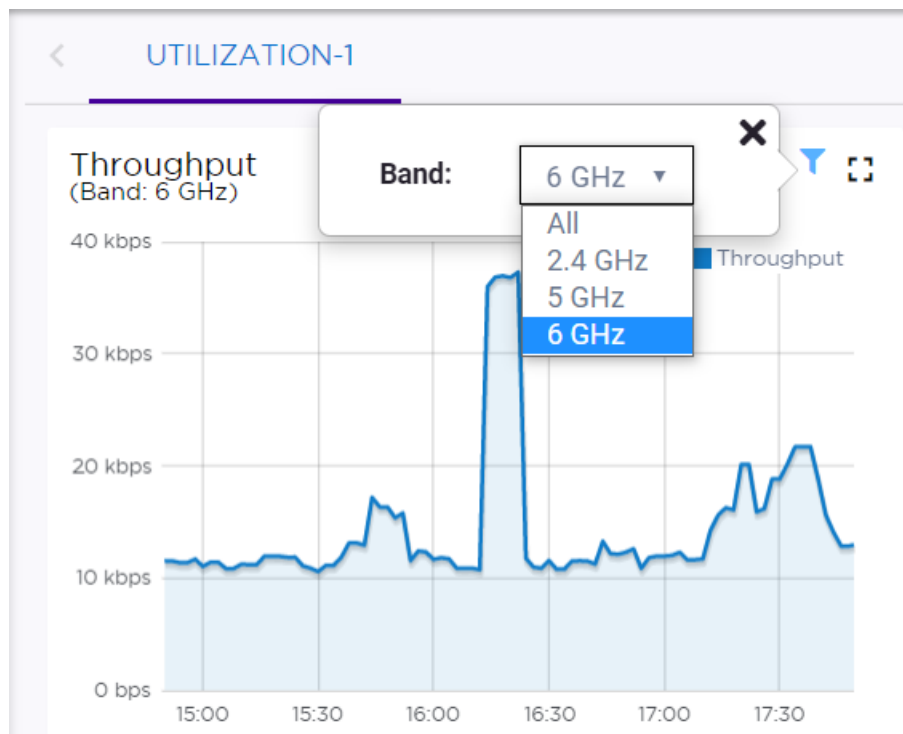 UTILIZATION-1
Throughput
(Band: 6 GHz)
Band:
6 GHz
All
2.4 GHz
5 GHz
6 GHz
Throughput
40 kbps
30 kbps
20 kbps
10 kbps
0 bps
15:00 15:30 16:00 16:30 17:00 17:30